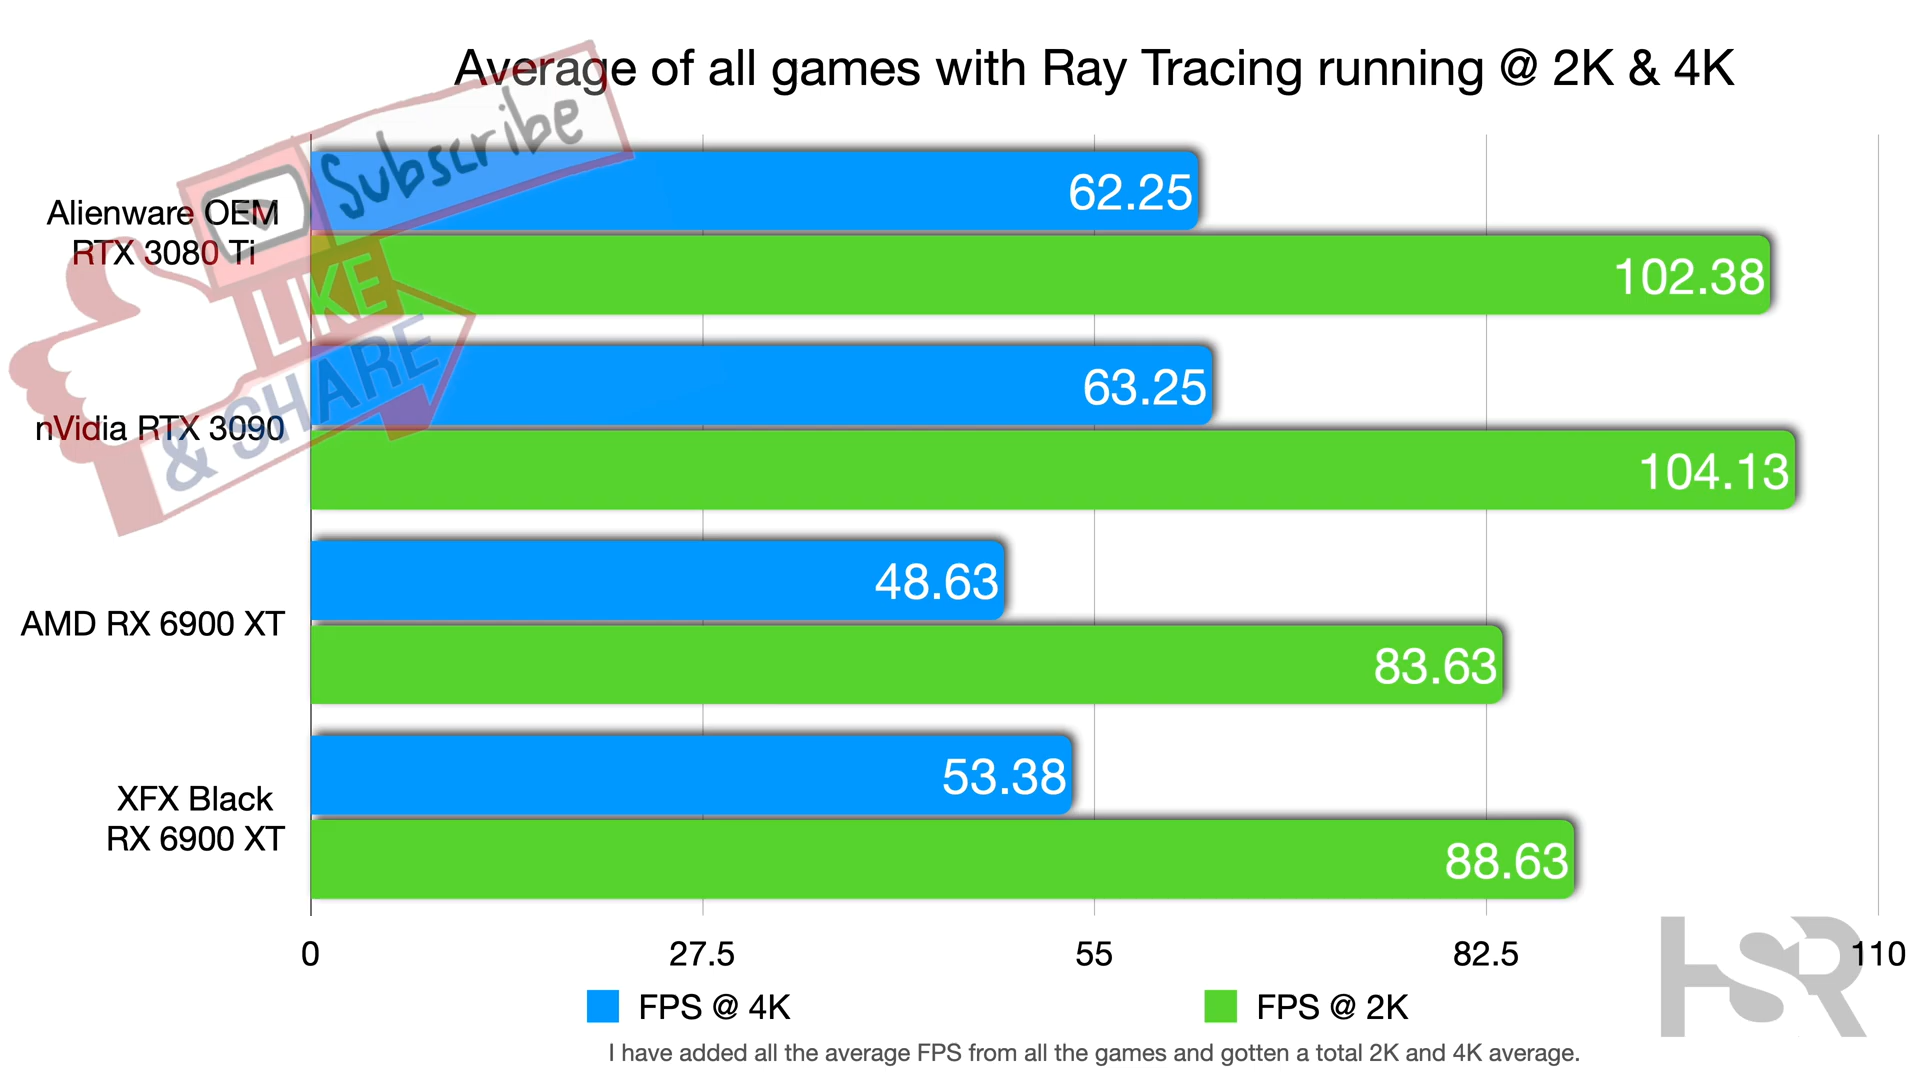 Average of all games with Ray Tracing running @ 2K & 4K
Subscribe
LIKE
& SHARE
Alienware OEM
RTX 3080 Ti
62.25
102.38
nVidia RTX 3090
63.25
104.13
AMD RX 6900 XT
48.63
83.63
XFX Black
RX 6900 XT
53.38
88.63
0 27.5 55 82.5 110
HSR
FPS @ 4K FPS @ 2K
I have added all the average FPS from all the games and gotten a total 2K and 4K average.